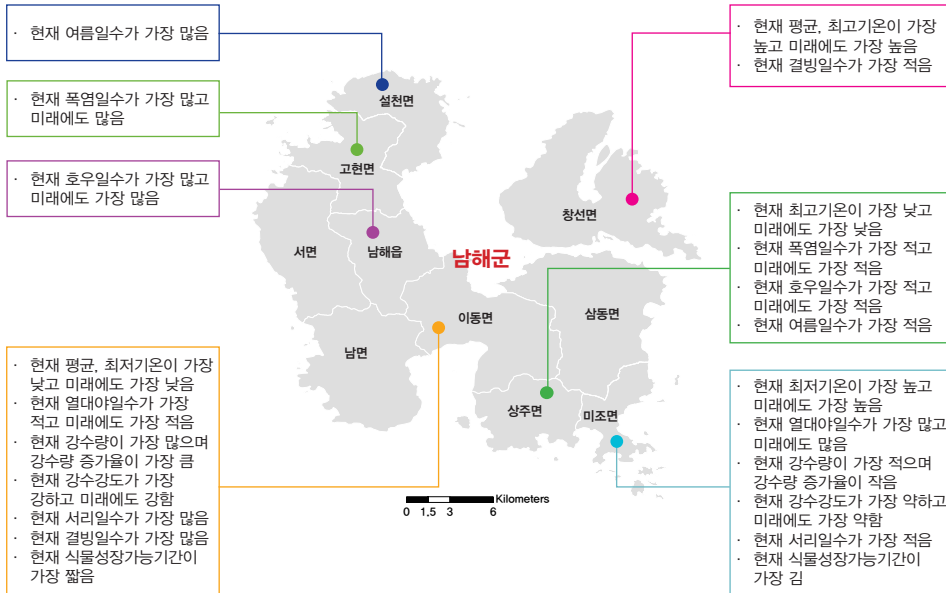 · 현재 여름일수가 가장 많음
· 현재 폭염일수가 가장 많고
미래에도 많음
· 현재 호우일수가 가장 많고
미래에도 가장 많음
· 현재 평균, 최저기온이 가장
낮고 미래에도 가장 낮음
· 현재 열대야일수가 가장
적고 미래에도 가장 적음
· 현재 강수량이 가장 많으며
강수량 증가율이 가장 큼
· 현재 강수강도가 가장
강하고 미래에도 강함
· 현재 서리일수가 가장 많음
· 현재 결빙일수가 가장 많음
· 현재 식물성장가능기간이
가장 짧음
설천면
고현면
창선면
서면
남해읍
남해군
이동면
삼동면
남면
상주면
미조면
Kilometers
0 1.5 3 6
· 현재 평균, 최고기온이 가장
높고 미래에도 가장 높음
· 현재 결빙일수가 가장 적음
· 현재 최고기온이 가장 낮고
미래에도 가장 낮음
· 현재 폭염일수가 가장 적고
미래에도 가장 적음
· 현재 호우일수가 가장 적고
미래에도 가장 적음
· 현재 여름일수가 가장 적음
· 현재 최저기온이 가장 높고
미래에도 가장 높음
· 현재 열대야일수가 가장 많고
미래에도 많음
· 현재 강수량이 가장 적으며
강수량 증가율이 작음
· 현재 강수강도가 가장 약하고
미래에도 가장 약함
· 현재 서리일수가 가장 적음
· 현재 식물성장가능기간이
가장 김